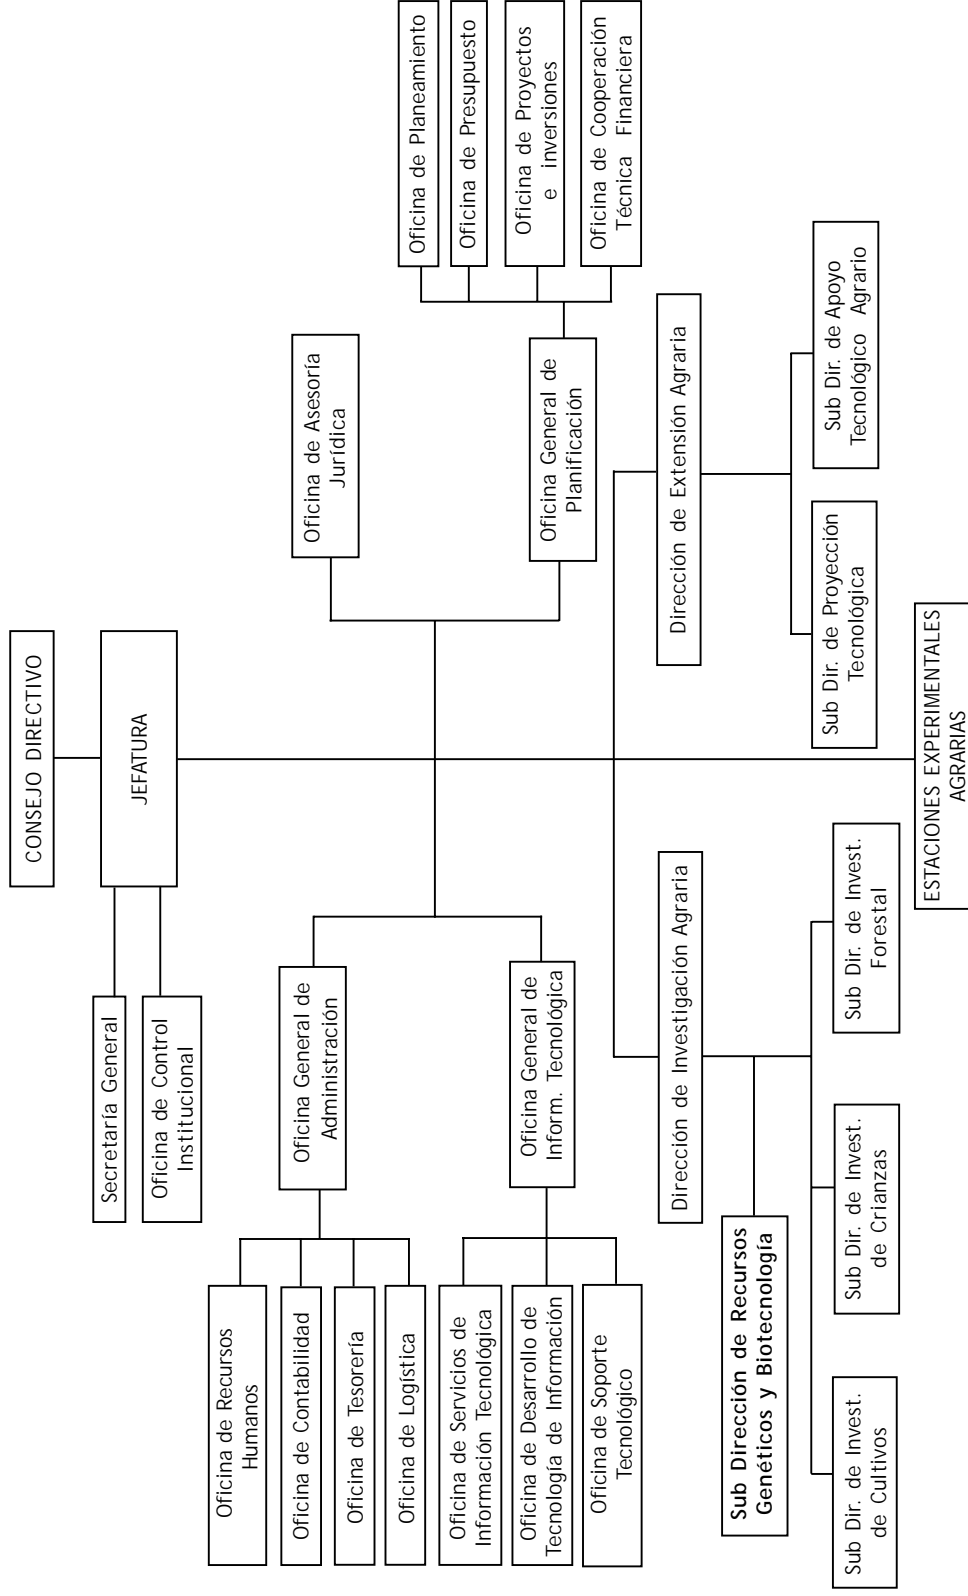 CONSEJO DIRECTIVO
JEFATURA
Secretaría General
Oficina de Control
Institucional
Oficina General de
Administración
Oficina de Asesoría
Jurídica
Oficina de Recursos
Humanos
Oficina de Contabilidad
Oficina de Tesorería
Oficina de Logística
Oficina General de
Inform. Tecnológica
Oficina General de
Planificación
Oficina de Planeamiento
Oficina de Presupuesto
Oficina de Proyectos
e inversiones
Oficina de Cooperación
Técnica Financiera
Oficina de Servicios de
Información Tecnológica
Oficina de Desarrollo de
Tecnología de Información
Oficina de Soporte
Tecnológico
Dirección de Investigación Agraria
Dirección de Extensión Agraria
Sub Dirección de Recursos
Genéticos y Biotecnología
Sub Dir. de Invest.
de Cultivos
Sub Dir. de Invest.
de Crianzas
Sub Dir. de Invest.
Forestal
Sub Dir. de Proyección
Tecnológica
Sub Dir. de Apoyo
Tecnológico Agrario
ESTACIONES EXPERIMENTALES
AGRARIAS